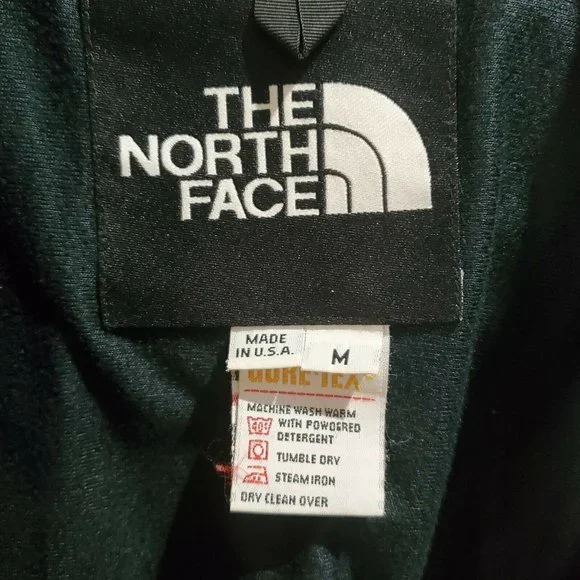 THE
NORTH
FACE
MADE
IN U.S.A.
M
GORE-TEX
MACHINE WASH WARM
40°
WITH POWDERED
DETERGENT
TUMBLE DRY
STEAM IRON
DRY CLEAN OVER